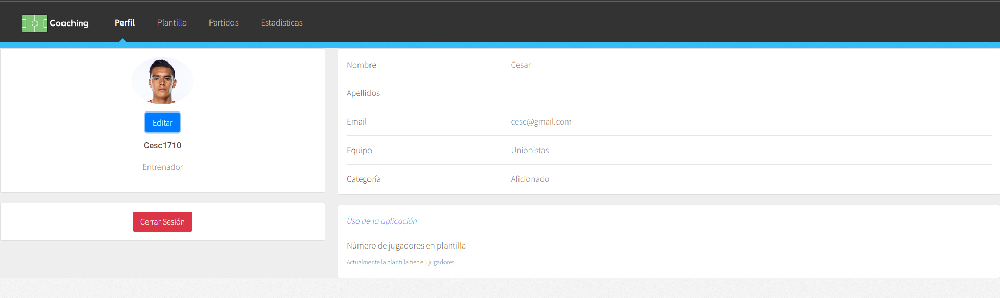 Coaching
Perfil
Plantilla
Partidos
Estadísticas
Editar
Cesc1710
Entrenador
Cerrar Sesión
Nombre Cesar
Apellidos
Email cesc@gmail.com
Equipo Unionistas
Categoría Aficionado
Uso de la aplicación
Número de jugadores en plantilla
Actualmente la plantilla tiene 5 jugadores.